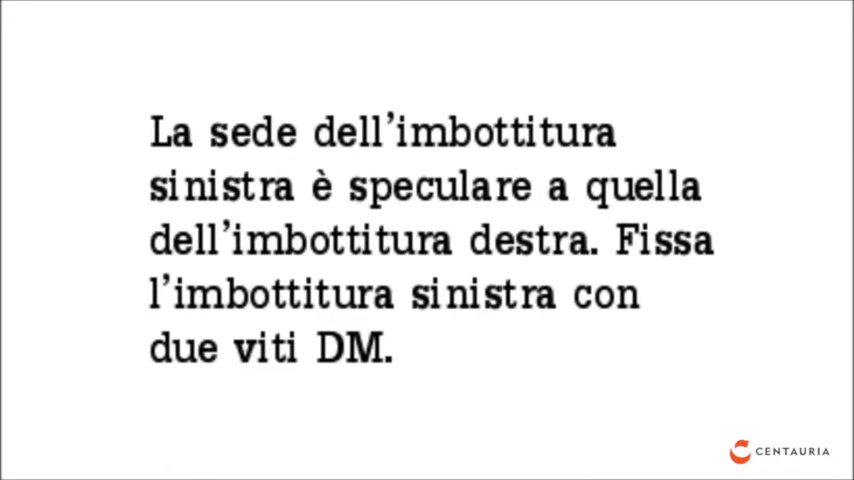 La sede dell'imbottitura
sinistra è speculare a quella
dell'imbottitura destra. Fissa
l'imbottitura sinistra con
due viti DM.
CENTAURIA